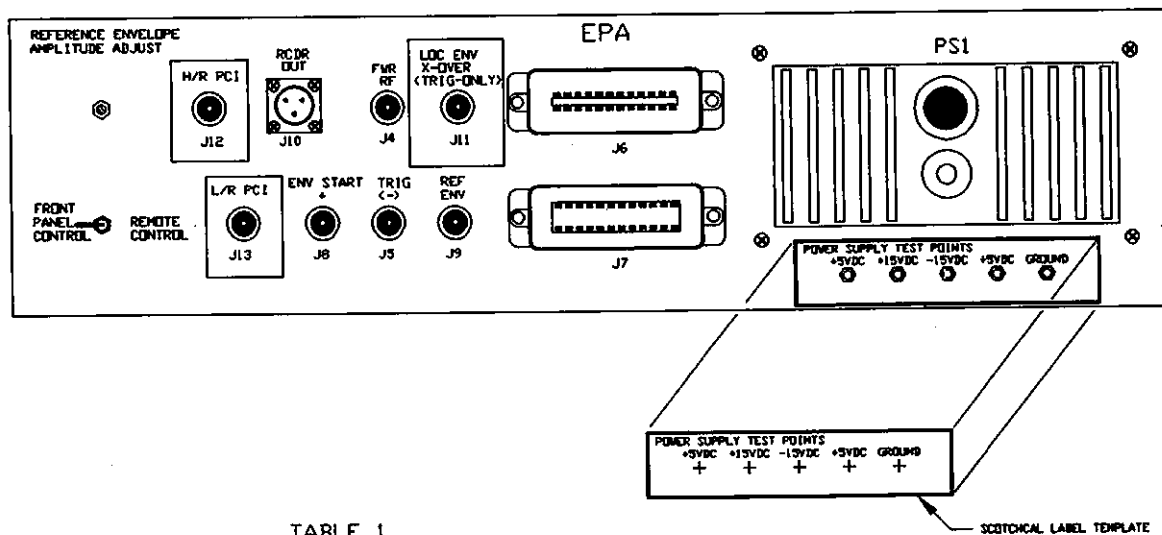 REFERENCE ENVELOPE
AMPLITUDE ADJUST
EPA
PS1
H/R PCI
J12
RCDR
OUT
J10
FWR
RF
J4
LOC ENV
X-OVER
(TRIG-ONLY)
J11
J6
FRONT
PANEL
CONTROL
REMOTE
CONTROL
L/R PCI
J13
ENV START
+
J8
TRIG
(-)
J5
REF
ENV
J9
J7
POWER SUPPLY TEST POINTS
+5VDC +15VDC -15VDC +5VDC GROUND
POWER SUPPLY TEST POINTS
+5VDC +15VDC -15VDC +5VDC GROUND
SCOTCHCAL LABEL TEMPLATE
TABLE 1